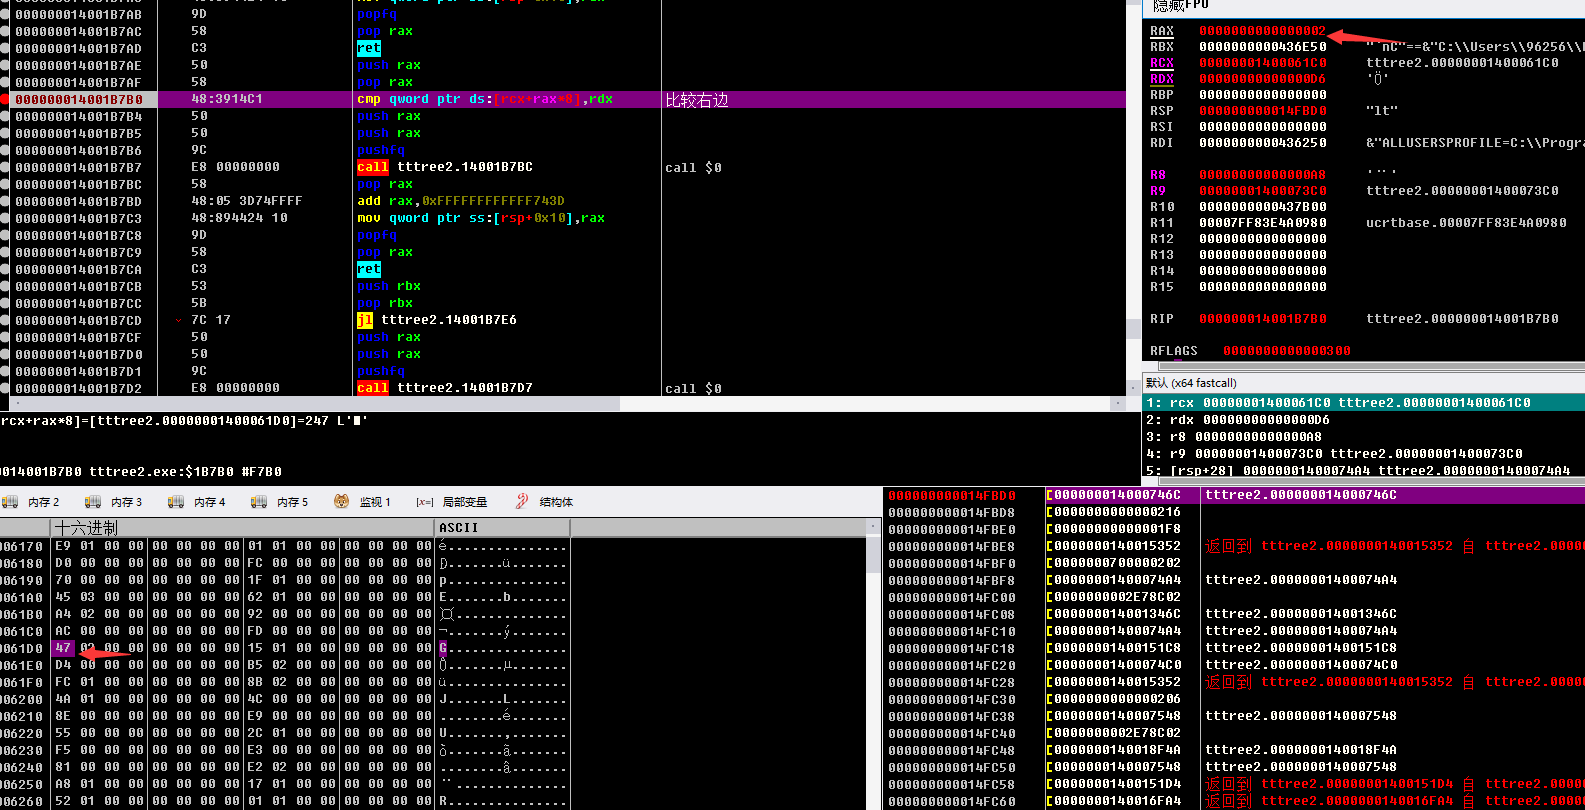 隐藏FPU
000000014001B7AB 9D popfq
000000014001B7AC 58 pop rax
000000014001B7AD C3 ret
000000014001B7AE 50 push rax
000000014001B7AF 58 pop rax
000000014001B7B0 48:3914C1 cmp qword ptr ds:[rcx+rax*8],rdx 比较右边
000000014001B7B4 50 push rax
000000014001B7B5 50 push rax
000000014001B7B6 9C pushfq
000000014001B7B7 E8 00000000 call tttree2.14001B7BC call $0
000000014001B7BC 58 pop rax
000000014001B7BD 48:05 3D74FFFF add rax,0xFFFFFFFFFFFF743D
000000014001B7C3 48:894424 10 mov qword ptr ss:[rsp+0x10],rax
000000014001B7C8 9D popfq
000000014001B7C9 58 pop rax
000000014001B7CA C3 ret
000000014001B7CB 53 push rbx
000000014001B7CC 5B pop rbx
000000014001B7CD 7C 17 jl tttree2.14001B7E6
000000014001B7CF 50 push rax
000000014001B7D0 50 push rax
000000014001B7D1 9C pushfq
000000014001B7D2 E8 00000000 call tttree2.14001B7D7 call $0
RAX 0000000000000002
RBX 0000000000436E50
RCX 00000001400061C0 tttree2.00000001400061C0
RDX 00000000000000D6 'Ö'
RBP 0000000000000000
RSP 000000000014FBD0 "lt"
RSI 0000000000000000
RDI 0000000000436250 &"ALLUSERSPROFILE=C:\\Progra
R8 00000000000000A8 '¨'
R9 00000001400073C0 tttree2.00000001400073C0
R10 0000000000437B00
R11 00007FF83E4A0980 ucrtbase.00007FF83E4A0980
R12 0000000000000000
R13 0000000000000000
R14 0000000000000000
R15 0000000000000000
RIP 000000014001B7B0 tttree2.000000014001B7B0
RFLAGS 0000000000000300
默认 (x64 fastcall)
1: rcx 00000001400061C0 tttree2.00000001400061C0
2: rdx 00000000000000D6
3: r8 00000000000000A8
4: r9 00000001400073C0 tttree2.00000001400073C0
5: [rsp+28] 00000001400074A4 tttree2.00000001400074A4
rcx+rax*8]=[tttree2.00000001400061D0]=247 L'
014001B7B0 tttree2.exe:$1B7B0 #F7B0
内存 2 内存 3 内存 4 内存 5 监视 1 [x=] 局部变量 结构体
十六进制 ASCII
06170 E9 01 00 00 00 00 00 00 01 01 00 00 00 00 00 00 é...............
06180 D0 00 00 00 00 00 00 00 FC 00 00 00 00 00 00 00 Ð.......ü.......
06190 70 00 00 00 00 00 00 00 1F 01 00 00 00 00 00 00 p...............
061A0 45 03 00 00 00 00 00 00 62 01 00 00 00 00 00 00 E.......b.......
061B0 A4 02 00 00 00 00 00 00 92 00 00 00 00 00 00 00 ¤...............
061C0 AC 00 00 00 00 00 00 00 FD 00 00 00 00 00 00 00 ¬.......ý.......
061D0 47 02 00 00 00 00 00 00 15 01 00 00 00 00 00 00 G...............
061E0 D4 00 00 00 00 00 00 00 B5 02 00 00 00 00 00 00 Ô.......µ.......
061F0 FC 01 00 00 00 00 00 00 8B 02 00 00 00 00 00 00 ü...............
06200 4A 01 00 00 00 00 00 00 4C 00 00 00 00 00 00 00 J.......L.......
06210 8E 00 00 00 00 00 00 00 E9 00 00 00 00 00 00 00 ........é.......
06220 55 00 00 00 00 00 00 00 2C 01 00 00 00 00 00 00 U.......,.......
06230 F5 00 00 00 00 00 00 00 E3 00 00 00 00 00 00 00 õ.......ã.......
06240 81 00 00 00 00 00 00 00 E2 02 00 00 00 00 00 00 ........â.......
06250 A8 01 00 00 00 00 00 00 17 01 00 00 00 00 00 00 ¨...............
06260 52 01 00 00 00 00 00 00 01 01 00 00 00 00 00 00 R...............
000000000014FBD0 000000014000746C tttree2.000000014000746C
000000000014FBD8 0000000000000216
000000000014FBE0 00000000000001F8
000000000014FBE8 0000000140015352 返回到 tttree2.0000000140015352 自 tttree2.0000
000000000014FBF0 0000000700000202
000000000014FBF8 00000001400074A4 tttree2.00000001400074A4
000000000014FC00 0000000002E78C02
000000000014FC08 000000014001346C tttree2.000000014001346C
000000000014FC10 00000001400074A4 tttree2.00000001400074A4
000000000014FC18 00000001400151C8 tttree2.00000001400151C8
000000000014FC20 00000001400074C0 tttree2.00000001400074C0
000000000014FC28 0000000140015352 返回到 tttree2.0000000140015352 自 tttree2.0000
000000000014FC30 0000000000000206
000000000014FC38 0000000140007548 tttree2.0000000140007548
000000000014FC40 0000000002E78C02
000000000014FC48 0000000140018F4A tttree2.0000000140018F4A
000000000014FC50 0000000140007548 tttree2.0000000140007548
000000000014FC58 00000001400151D4 返回到 tttree2.00000001400151D4 自 tttree2.0000
000000000014FC60 0000000140016FA4 返回到 tttree2.0000000140016FA4 自 tttree2.0000